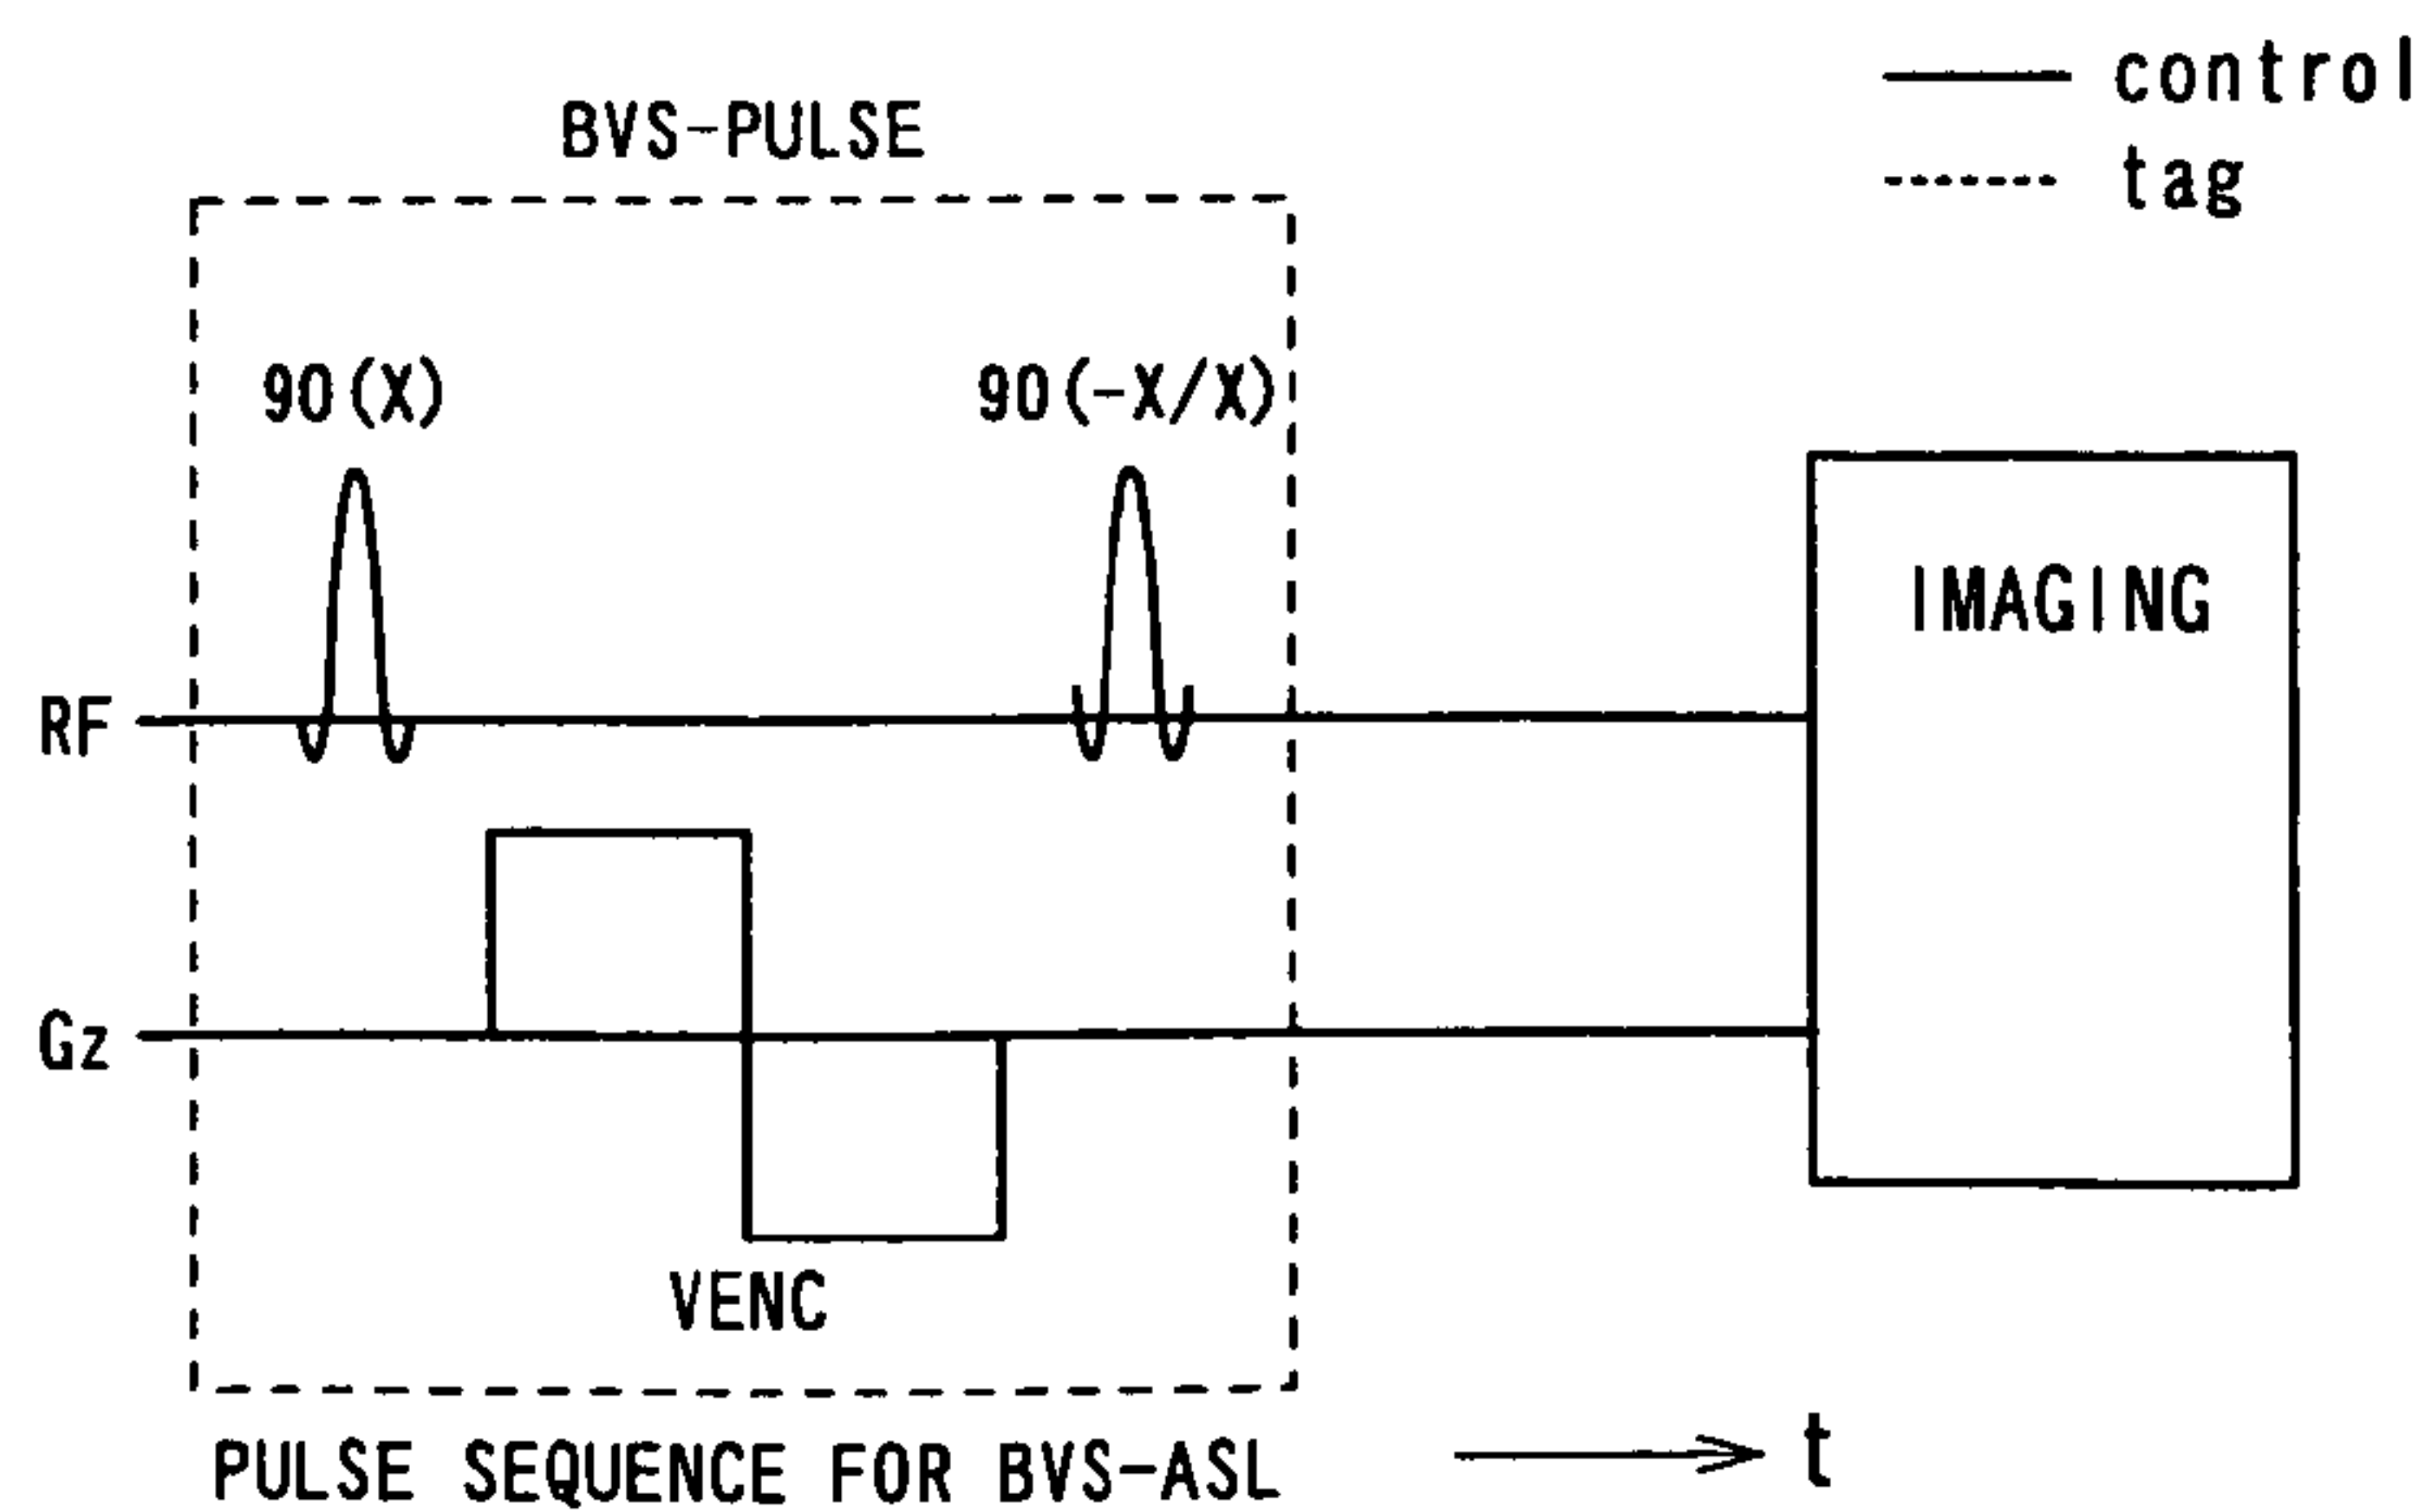 control
tag
BVS-PULSE
90(X)
90(-X/X)
IMAGING
RF
Gz
VENC
t
PULSE SEQUENCE FOR BVS-ASL